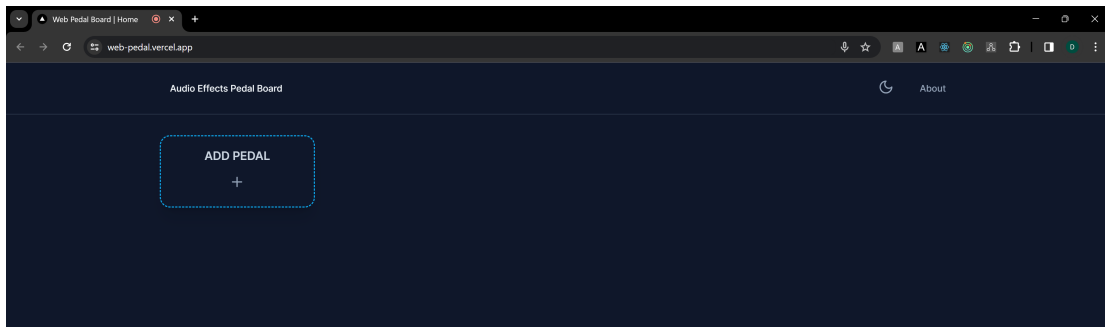 Web Pedal Board | Home
web-pedal.vercel.app
A
A
D
Audio Effects Pedal Board
About
ADD PEDAL
+